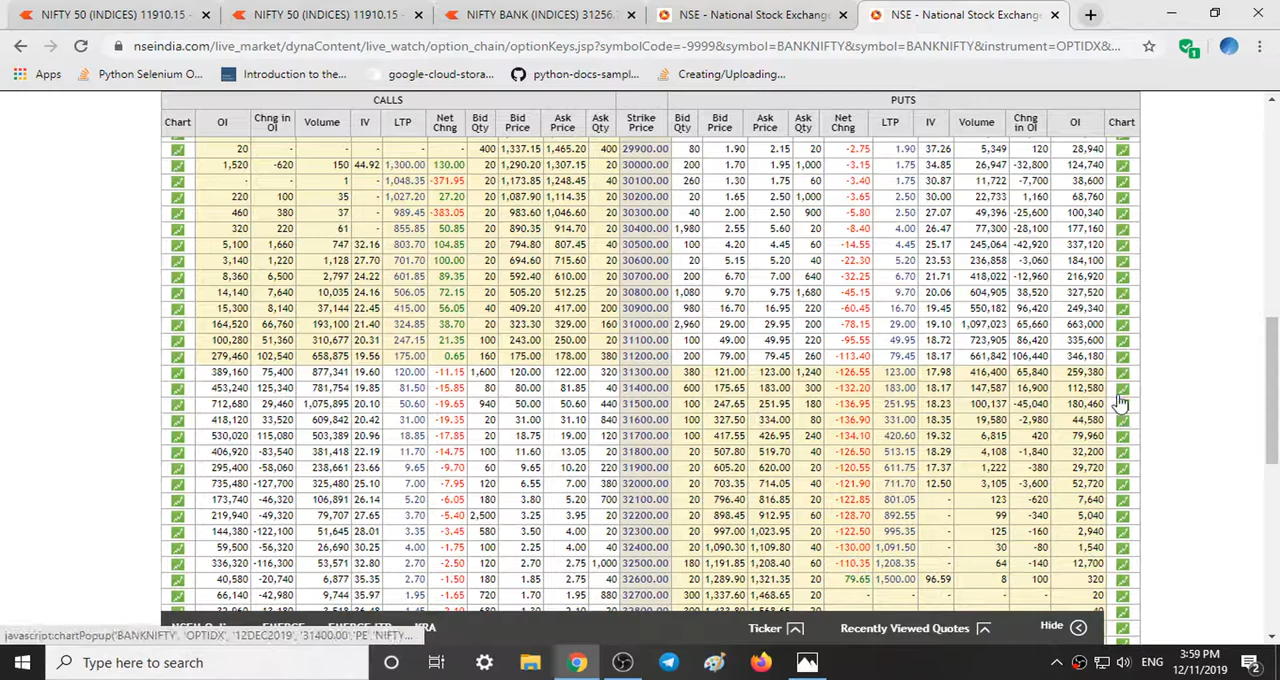 NIFTY 50 (INDICES) 11910.15 - NIFTY 50 (INDICES) 11910.15 - NIFTY BANK (INDICES) 31256. NSE - National Stock Exchange NSE - National Stock Exchange
nseindia.com/live_market/dynaContent/live_watch/option_chain/optionKeys.jsp?symbolCode=-9999&symbol=BANKNIFTY&symbol=BANKNIFTY&instrument=OPTIDX&...
Apps Python Selenium O... Introduction to the... google-cloud-stora... python-docs-sampl... Creating/Uploading...
CALLS PUTS
Chart OI Chng in OI Volume IV LTP Net Chng Bid Qty Bid Price Ask Price Ask Qty Strike Price Bid Qty Bid Price Ask Price Ask Qty Net Chng LTP IV Volume Chng in OI OI Chart
20 - - - - - 400 1,337.15 1,465.20 400 29900.00 80 1.90 2.15 20 -2.75 1.90 37.26 5,349 120 28,940
1,520 -620 150 44.92 1,300.00 130.00 20 1,290.20 1,307.15 20 30000.00 200 1.70 1.95 1,000 -3.15 1.75 34.85 26,947 -32,800 124,740
- - 1 - 1,048.35 -371.95 20 1,173.85 1,248.45 40 30100.00 260 1.30 1.75 60 -3.40 1.75 30.87 11,722 -7,700 38,600
220 100 35 - 1,027.20 27.20 20 1,087.90 1,114.35 20 30200.00 20 1.65 2.50 1,000 -3.65 2.50 30.00 22,733 1,160 68,760
460 380 37 - 989.45 -383.05 20 983.60 1,046.60 20 30300.00 40 2.00 2.50 900 -5.80 2.50 27.07 49,396 -25,600 100,340
320 220 61 - 855.85 50.85 20 890.35 914.70 20 30400.00 1,980 2.55 5.60 20 -8.40 4.00 26.47 77,300 -28,100 177,160
5,100 1,660 747 32.16 803.70 104.85 20 794.80 807.45 40 30500.00 100 4.20 4.45 60 -14.55 4.45 25.17 245,064 -42,920 337,120
3,140 1,220 1,128 27.70 701.70 100.00 20 694.60 715.60 20 30600.00 20 5.15 5.20 40 -22.30 5.20 23.53 236,858 -3,060 184,100
8,360 6,500 2,797 24.22 601.85 89.35 20 592.40 610.00 20 30700.00 20 6.70 7.00 640 -32.25 6.70 21.71 418,022 -12,960 216,920
14,140 7,640 10,035 24.16 506.05 72.15 20 505.20 512.25 20 30800.00 1,080 9.70 9.75 1,680 -45.15 9.70 20.06 604,905 38,520 327,520
15,300 8,140 37,144 22.45 415.00 56.05 40 409.20 417.00 200 30900.00 980 16.70 16.95 220 -60.45 16.70 19.45 550,182 96,420 249,340
164,520 66,760 193,100 21.40 324.85 38.70 20 323.30 329.00 160 31000.00 2,960 29.00 29.95 200 -78.15 29.00 19.10 1,097,023 65,660 663,000
100,280 51,360 310,677 20.31 247.15 21.35 100 243.00 250.00 20 31100.00 100 49.00 49.95 200 -95.55 49.95 18.72 723,905 86,420 335,600
279,460 102,540 658,875 19.56 175.00 0.65 160 175.00 178.00 380 31200.00 200 79.00 79.45 260 -113.40 79.45 18.17 661,842 106,440 346,180
389,160 75,400 877,341 19.60 120.00 -11.15 1,600 120.00 122.00 320 31300.00 380 121.00 123.00 1,240 -126.55 123.00 17.98 416,400 65,840 259,380
453,240 125,340 781,754 19.85 81.50 -15.85 80 80.00 81.85 40 31400.00 600 175.65 183.00 300 -132.20 183.00 18.17 147,587 16,900 112,580
712,680 29,460 1,075,895 20.10 50.60 -19.65 940 50.00 50.60 440 31500.00 100 247.65 251.95 180 -136.95 251.95 18.23 100,137 -45,040 180,460
418,120 33,520 609,842 20.42 31.00 -19.35 20 31.00 31.10 840 31600.00 100 327.50 334.00 80 -136.90 331.00 18.35 19,580 -2,980 44,580
530,020 115,080 503,389 20.96 18.85 -17.85 20 18.75 19.00 120 31700.00 100 417.55 426.95 240 -134.10 420.60 19.32 6,815 420 79,960
406,920 -83,540 381,418 22.19 11.70 -14.75 100 11.60 13.05 20 31800.00 20 507.80 519.70 40 -126.50 513.15 18.29 4,108 -1,840 32,200
295,400 -58,060 238,661 23.66 9.65 -9.70 60 9.65 10.20 220 31900.00 20 605.20 620.00 20 -120.55 611.75 17.37 1,222 -380 29,720
735,480 -127,700 325,480 25.10 7.00 -7.95 120 6.55 7.00 380 32000.00 20 703.35 714.05 40 -121.90 711.70 12.50 3,105 -3,600 52,720
173,740 -46,320 106,891 26.14 5.20 -6.05 180 3.80 5.20 700 32100.00 20 796.40 816.85 20 -122.85 801.05 - 123 -620 7,640
219,940 -49,320 79,707 27.65 3.70 -5.40 2,500 3.25 3.95 20 32200.00 20 898.45 912.95 60 -128.70 892.55 - 99 -340 5,040
144,380 -122,100 51,645 28.01 3.35 -3.45 580 3.50 4.00 20 32300.00 20 997.00 1,023.95 20 -122.50 995.35 - 125 -160 2,940
59,500 -56,320 26,690 30.25 4.00 -1.75 100 2.25 4.00 40 32400.00 20 1,090.30 1,109.80 60 -130.00 1,091.50 - 30 -80 1,540
336,320 -116,300 53,571 32.80 2.70 -2.50 120 2.70 2.75 1,000 32500.00 180 1,191.85 1,208.40 60 -110.35 1,208.35 - 64 -140 12,700
40,580 -20,740 6,877 35.35 2.70 -1.50 180 1.85 2.75 40 32600.00 20 1,289.90 1,321.35 20 79.65 1,500.00 96.59 8 100 320
66,140 -42,980 9,744 35.97 1.95 -1.65 720 1.70 1.95 880 32700.00 300 1,337.60 1,468.65 20 - - - - - 20
Ticker Recently Viewed Quotes Hide
javascript:chartPopup('BANKNIFTY', 'OPTIDX', '12DEC2019', '31400.00','PE','NIFTY...
Type here to search ENG 3:59 PM
12/11/2019 2